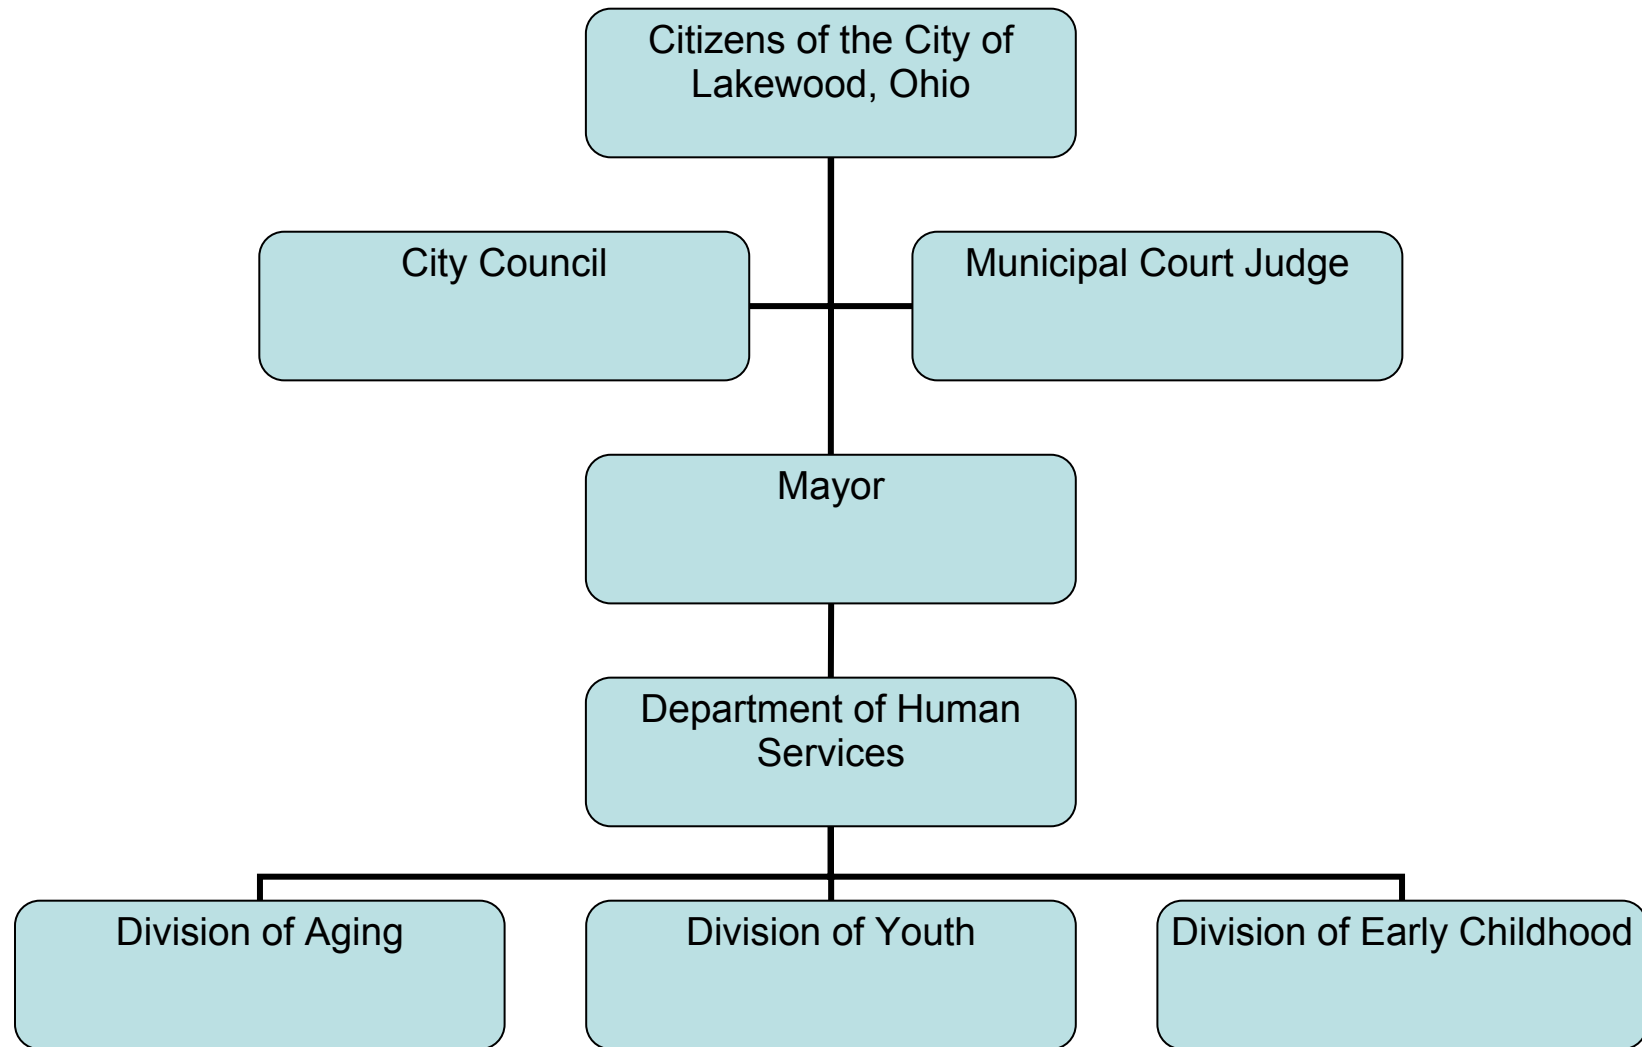 Citizens of the City of
Lakewood, Ohio
City Council
Municipal Court Judge
Mayor
Department of Human
Services
Division of Aging
Division of Youth
Division of Early Childhood